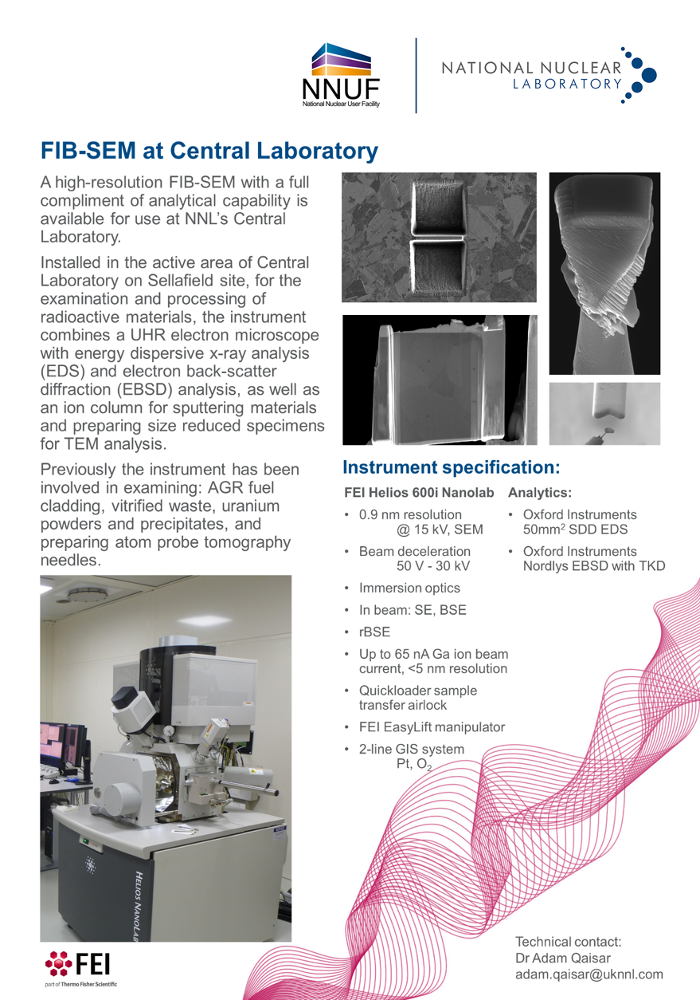 NNUF
National Nuclear User Facility
NATIONAL NUCLEAR
LABORATORY
FIB-SEM at Central Laboratory
A high-resolution FIB-SEM with a full
compliment of analytical capability is
available for use at NNL’s Central
Laboratory.
Installed in the active area of Central
Laboratory on Sellafield site, for the
examination and processing of
radioactive materials, the instrument
combines a UHR electron microscope
with energy dispersive x-ray analysis
(EDS) and electron back-scatter
diffraction (EBSD) analysis, as well as
an ion column for sputtering materials
and preparing size reduced specimens
for TEM analysis.
Previously the instrument has been
involved in examining: AGR fuel
cladding, vitrified waste, uranium
powders and precipitates, and
preparing atom probe tomography
needles.
HELIOS NANOLAB
FEI
part of Thermo Fisher Scientific
Instrument specification:
FEI Helios 600i Nanolab
• 0.9 nm resolution
@ 15 kV, SEM
• Beam deceleration
50 V - 30 kV
• Immersion optics
• In beam: SE, BSE
• rBSE
• Up to 65 nA Ga ion beam
current, <5 nm resolution
• Quickloader sample
transfer airlock
• FEI EasyLift manipulator
• 2-line GIS system
Pt, O₂
Analytics:
• Oxford Instruments
50mm² SDD EDS
• Oxford Instruments
Nordlys EBSD with TKD
Technical contact:
Dr Adam Qaisar
adam.qaisar@uknnl.com